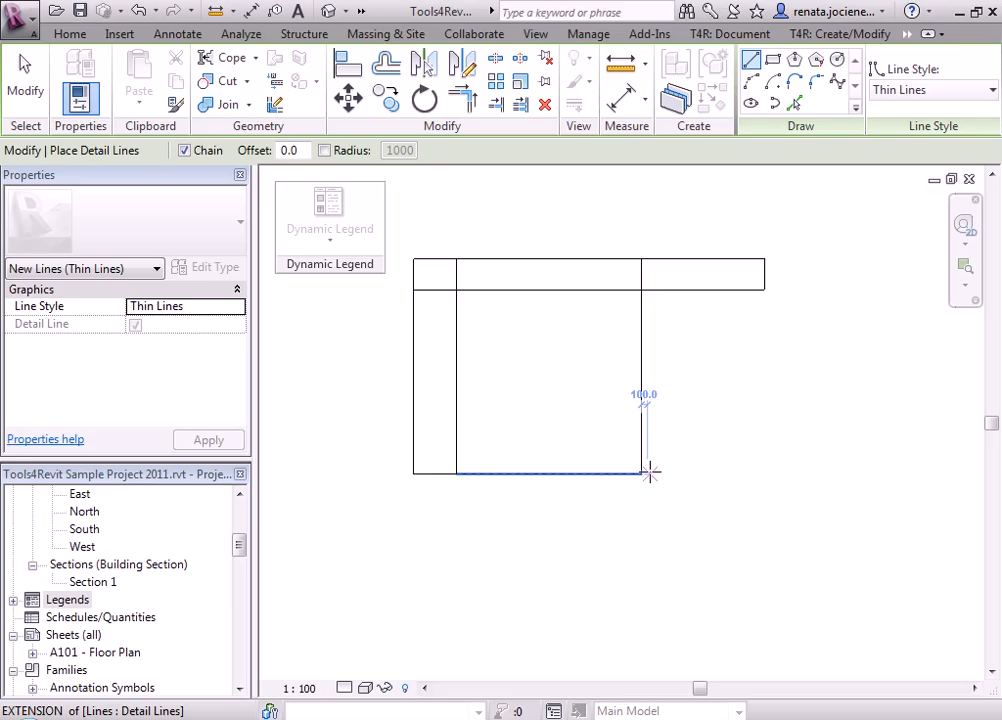 Tools4Rev...
Type a keyword or phrase
renata.jociene...
Home
Insert
Annotate
Analyze
Structure
Massing & Site
Collaborate
View
Manage
Add-Ins
T4R: Document
T4R: Create/Modify
Modify
Paste
Cope
Cut
Join
Line Style:
Thin Lines
Select
Properties
Clipboard
Geometry
Modify
View
Measure
Create
Draw
Line Style
Modify | Place Detail Lines
Chain
Offset: 0.0
Radius: 1000
Properties
New Lines (Thin Lines)
Edit Type
Graphics
Line Style
Thin Lines
Detail Line
Properties help
Apply
Tools4Revit Sample Project 2011.rvt - Proje...
East
North
South
West
Sections (Building Section)
Section 1
Legends
Schedules/Quantities
Sheets (all)
A101 - Floor Plan
Families
Annotation Symbols
Dynamic Legend
Dynamic Legend
2D
100.0
1 : 100
EXTENSION of [Lines : Detail Lines]
:0
Main Model